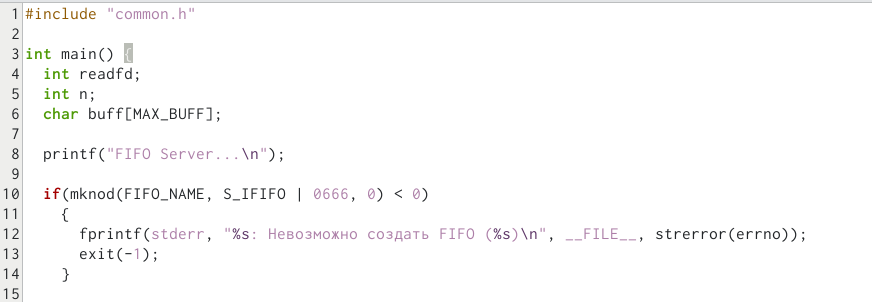 1 #include "common.h"
2
3 int main() {
4   int readfd;
5   int n;
6   char buff[MAX_BUFF];
7
8   printf("FIFO Server...\n");
9
10   if(mknod(FIFO_NAME, S_IFIFO | 0666, 0) < 0)
11     {
12       fprintf(stderr, "%s: Невозможно создать FIFO (%s)\n", __FILE__, strerror(errno));
13       exit(-1);
14     }
15